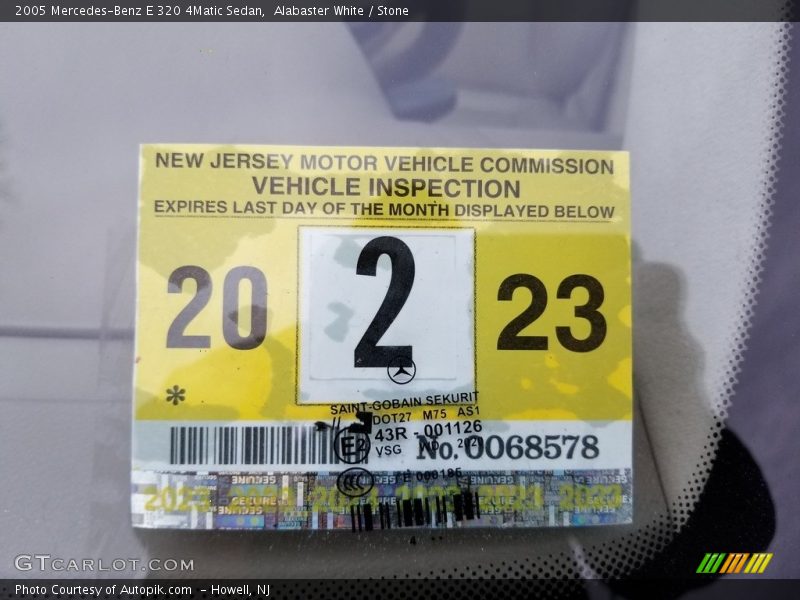 2005 Mercedes-Benz E 320 4Matic Sedan, Alabaster White / Stone
NEW JERSEY MOTOR VEHICLE COMMISSION
VEHICLE INSPECTION
EXPIRES LAST DAY OF THE MONTH DISPLAYED BELOW
20 2 23
*
SAINT-GOBAIN SEKURIT
DOT27 M75 AS1
43R - 001126
E2
VSG
No. 0068578
CCC
GTCARLOT.COM
Photo Courtesy of Autopik.com - Howell, NJ